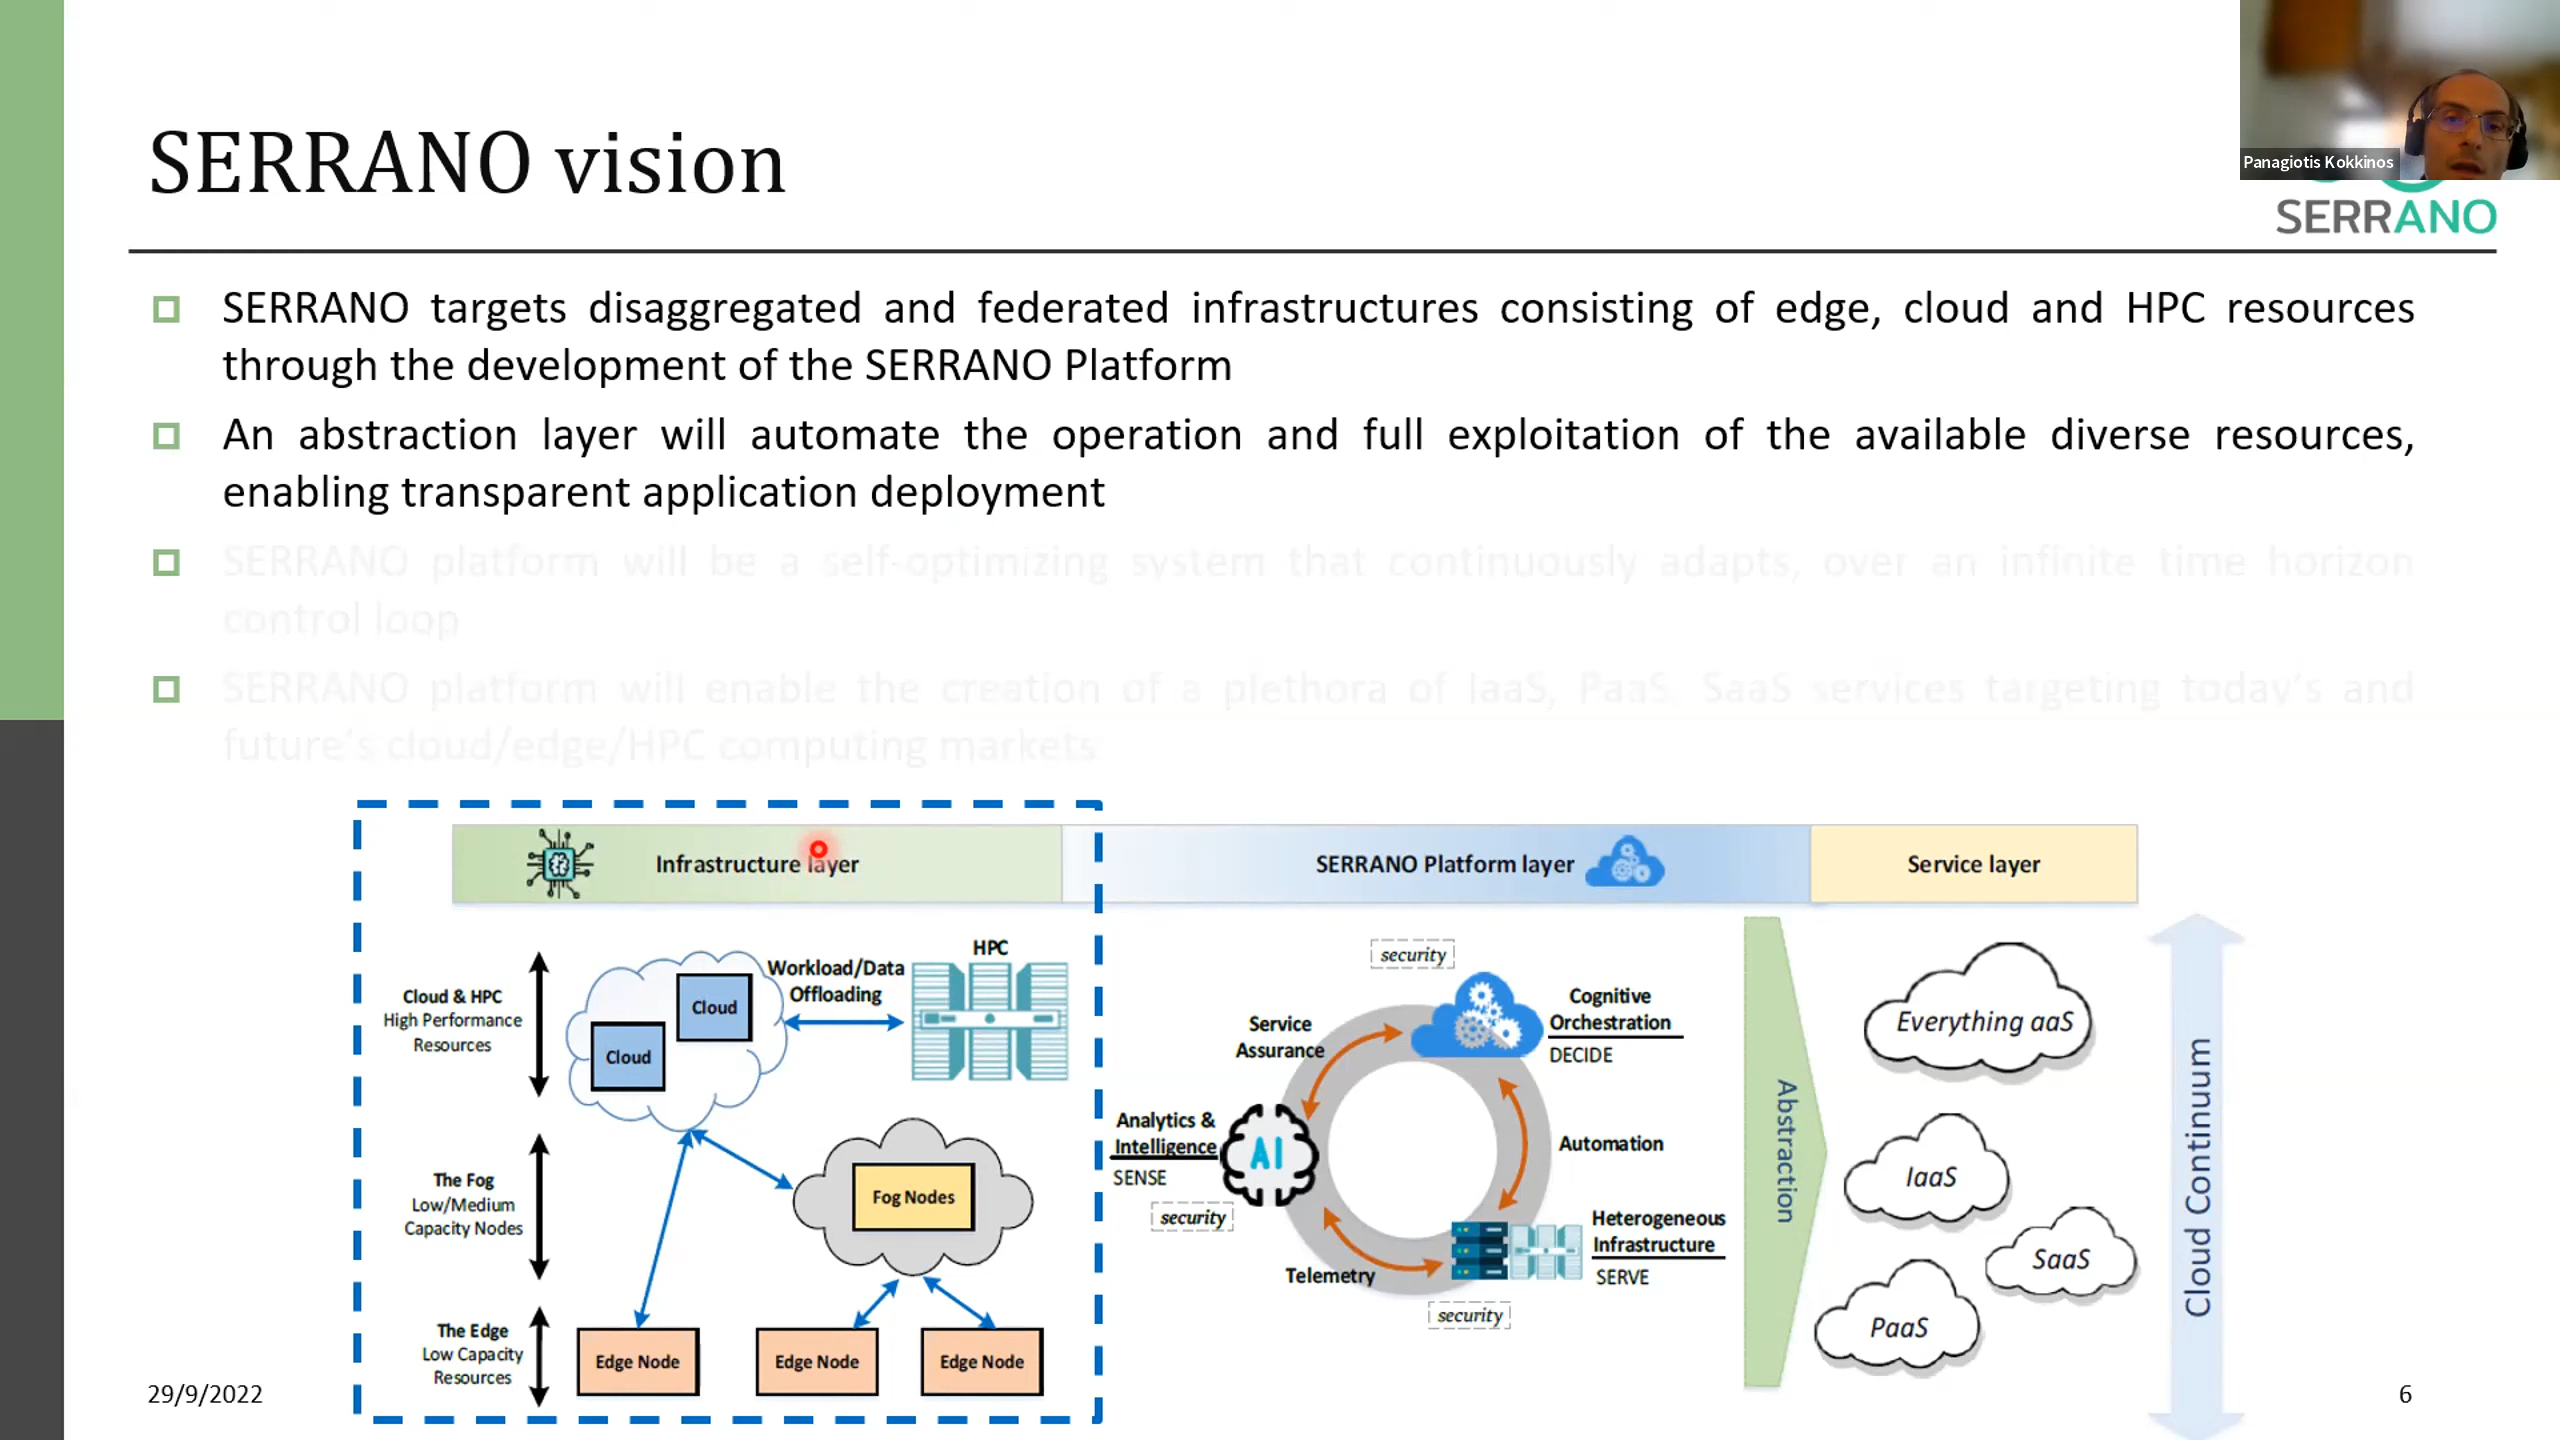 Panagiotis Kokkinos
SERRANO vision
SERRANO
SERRANO targets disaggregated and federated infrastructures consisting of edge, cloud and HPC resources
through the development of the SERRANO Platform
An abstraction layer will automate the operation and full exploitation of the available diverse resources,
enabling transparent application deployment
SERRANO platform will be a self-optimizing system that continuously adapts, over an infinite time horizon
control loop
SERRANO platform will enable the creation of a plethora of IaaS, PaaS, SaaS services targeting today's and
future's cloud/edge/HPC computing markets
Infrastructure layer
SERRANO Platform layer
Service layer
Cloud & HPC
High Performance
Resources
Cloud
Cloud
Workload/Data
Offloading
HPC
The Fog
Low/Medium
Capacity Nodes
Fog Nodes
The Edge
Low Capacity
Resources
Edge Node
Edge Node
Edge Node
security
Service
Assurance
Cognitive
Orchestration
DECIDE
Analytics &
Intelligence
SENSE
AI
security
Automation
Telemetry
Heterogeneous
Infrastructure
SERVE
security
Abstraction
Everything aaS
IaaS
SaaS
PaaS
Cloud Continuum
29/9/2022
6